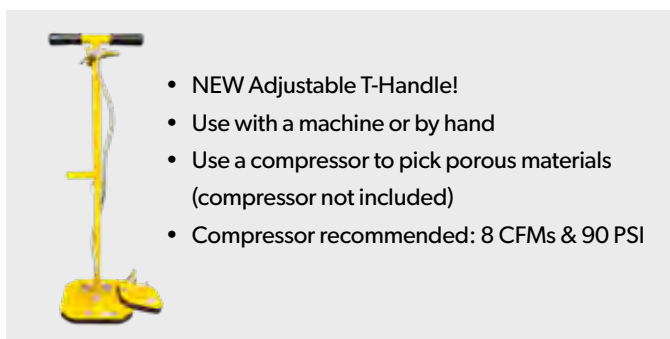 • NEW Adjustable T-Handle!
• Use with a machine or by hand
• Use a compressor to pick porous materials
(compressor not included)
• Compressor recommended: 8 CFMs & 90 PSI